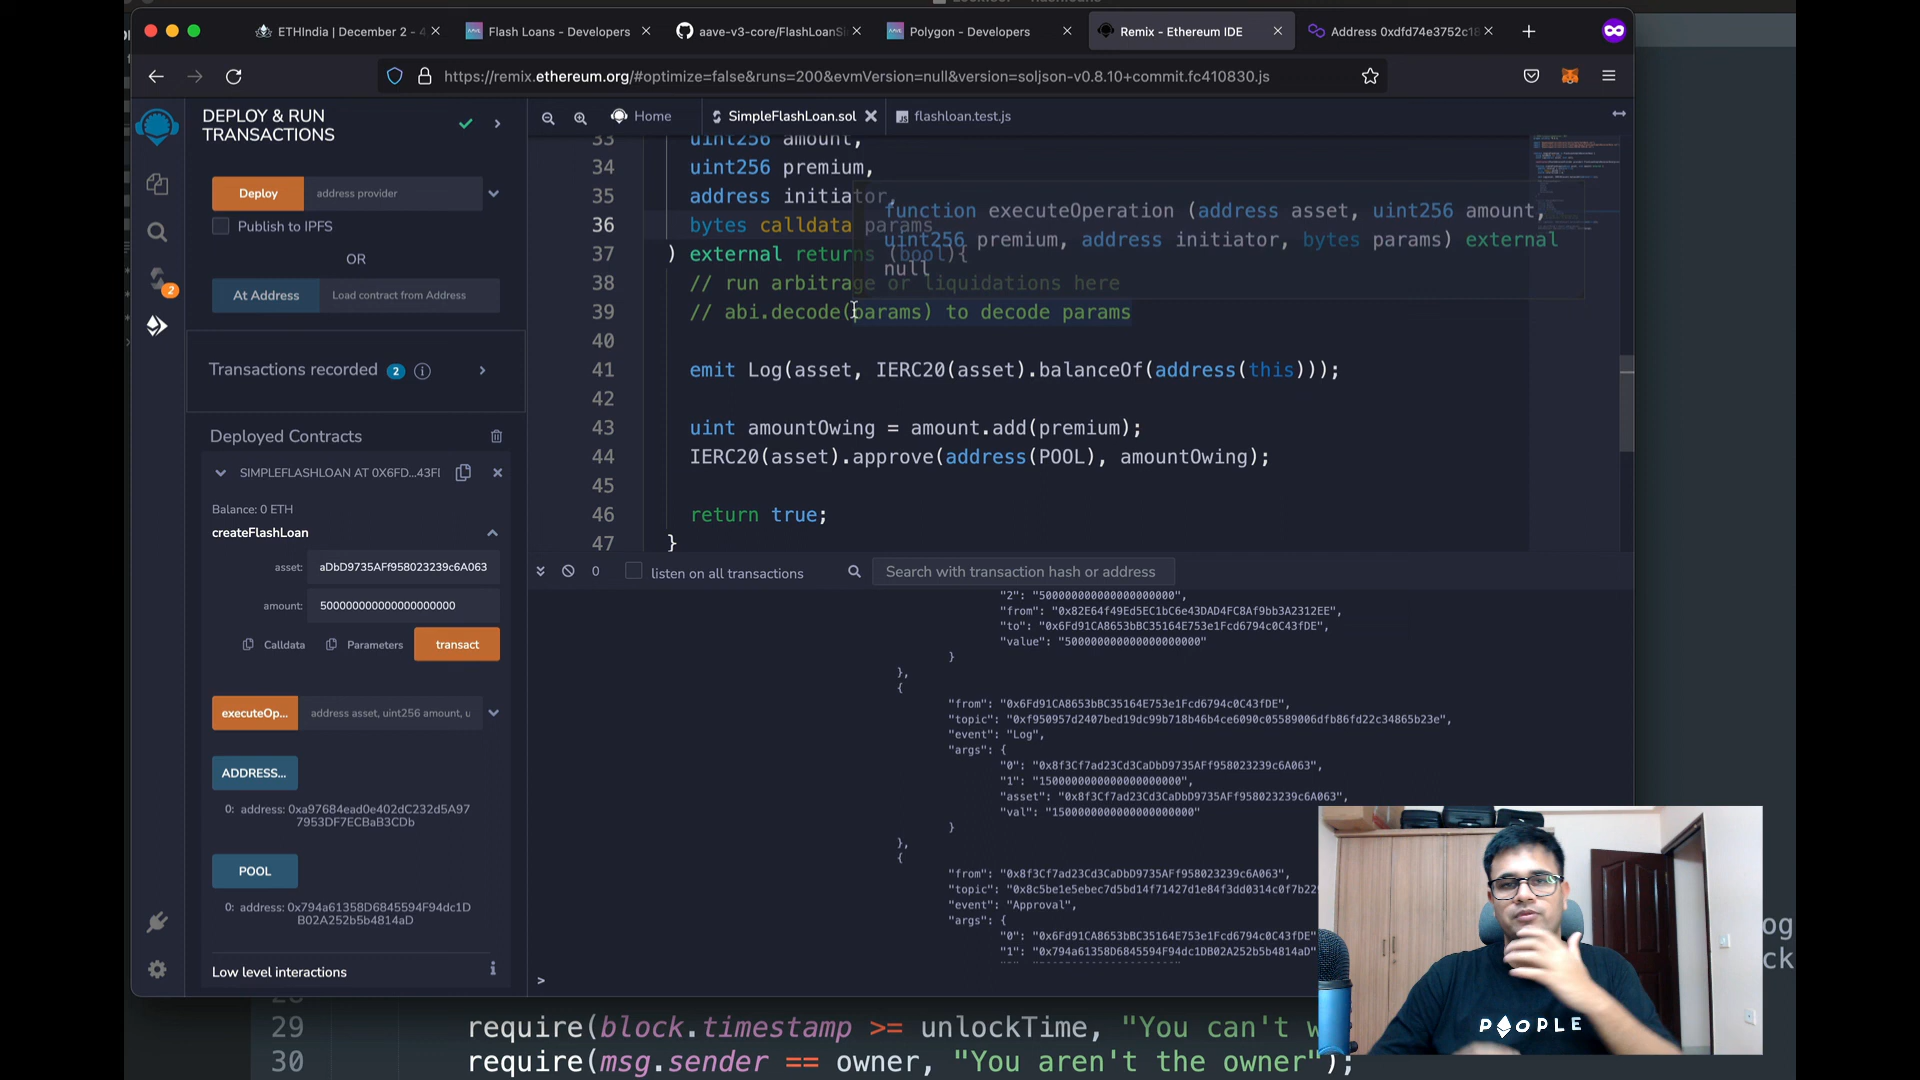 ETHIndia | December 2 - 4
Flash Loans - Developers
aave-v3-core/FlashLoanSi
Polygon - Developers
Remix - Ethereum IDE
Address 0xdfd74e3752c18
https://remix.ethereum.org/#optimize=false&runs=200&evmVersion=null&version=soljson-v0.8.10+commit.fc410830.js
DEPLOY & RUN
TRANSACTIONS
Home
SimpleFlashLoan.sol
flashloan.test.js
Deploy
address provider
Publish to IPFS
OR
At Address
Load contract from Address
2
Transactions recorded 2
Deployed Contracts
SIMPLEFLASHLOAN AT 0X6FD...43FI
Balance: 0 ETH
createFlashLoan
asset: aDbD9735AFf958023239c6A063
amount: 500000000000000000000
Calldata
Parameters
transact
executeOp...
address asset, uint256 amount, u
ADDRESS...
0: address: 0xa97684ead0e402dC232d5A97
7953DF7ECBaB3CDb
POOL
0: address: 0x794a61358D6845594F94dc1D
B02A252b5b4814aD
Low level interactions
33 uint256 amount,
34 uint256 premium,
35 address initiator,
36 bytes calldata params
37 ) external returns (bool){
38 // run arbitrage or liquidations here
39 // abi.decode(params) to decode params
40
41 emit Log(asset, IERC20(asset).balanceOf(address(this)));
42
43 uint amountOwing = amount.add(premium);
44 IERC20(asset).approve(address(POOL), amountOwing);
45
46 return true;
47 }
function executeOperation (address asset, uint256 amount,
uint256 premium, address initiator, bytes params) external
null
0
listen on all transactions
Search with transaction hash or address
"2": "500000000000000000000",
"from": "0x82E64f49Ed5EC1bC6e43DAD4FC8Af9bb3A2312EE",
"to": "0x6Fd91CA8653bBC35164E753e1Fcd6794c0C43fDE",
"value": "500000000000000000000"
}
},
{
"from": "0x6Fd91CA8653bBC35164E753e1Fcd6794c0C43fDE",
"topic": "0xf950957d2407bed19dc99b718b46b4ce6090c05589006dfb86fd22c34865b23e",
"event": "Log",
"args": {
"0": "0x8f3Cf7ad23Cd3CaDbD9735AFf958023239c6A063",
"1": "1500000000000000000000",
"asset": "0x8f3Cf7ad23Cd3CaDbD9735AFf958023239c6A063",
"val": "1500000000000000000000"
}
},
{
"from": "0x8f3Cf7ad23Cd3CaDbD9735AFf958023239c6A063",
"topic": "0x8c5be1e5ebec7d5bd14f71427d1e84f3dd0314c0f7b229
"event": "Approval",
"args": {
"0": "0x6Fd91CA8653bBC35164E753e1Fcd6794c0C43fDE"
"1": "0x794a61358D6845594F94dc1DB02A252b5b4814aD"
>
og
ck
29 require(block.timestamp >= unlockTime, "You can't w
30 require(msg.sender == owner, "You aren't the owner");
PEOPLE